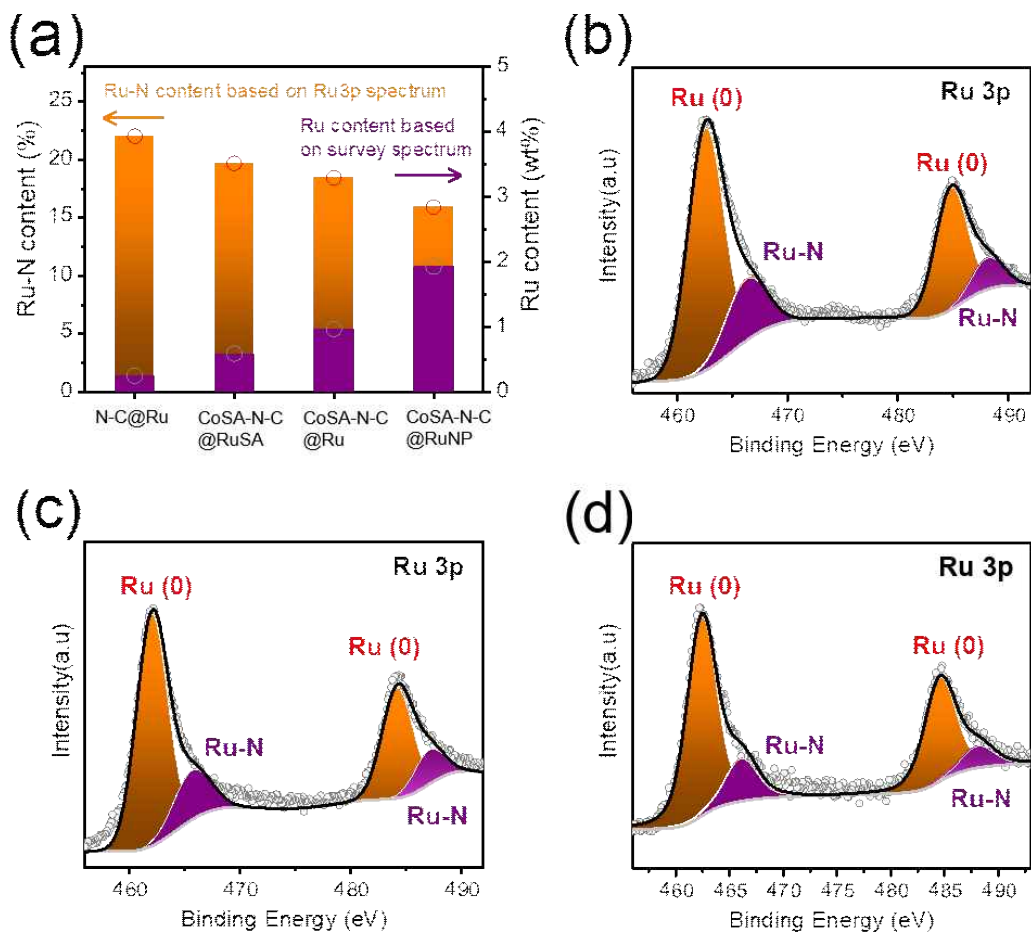 (a)
Ru-N content based on Ru3p spectrum
Ru content based
on survey spectrum
Ru-N content (%)
0
5
10
15
20
25
Ru content (wt%)
0
1
2
3
4
5
N-C@Ru
CoSA-N-C
@RuSA
CoSA-N-C
@Ru
CoSA-N-C
@RuNP
(b)
Ru 3p
Ru (0)
Ru (0)
Ru-N
Ru-N
Intensity(a.u)
460 470 480 490
Binding Energy (eV)
(c)
Ru 3p
Ru (0)
Ru (0)
Ru-N
Ru-N
Intensity(a.u)
460 470 480 490
Binding Energy (eV)
(d)
Ru 3p
Ru (0)
Ru (0)
Ru-N
Ru-N
Intensity(a.u)
460 465 470 475 480 485 490
Binding Energy (eV)